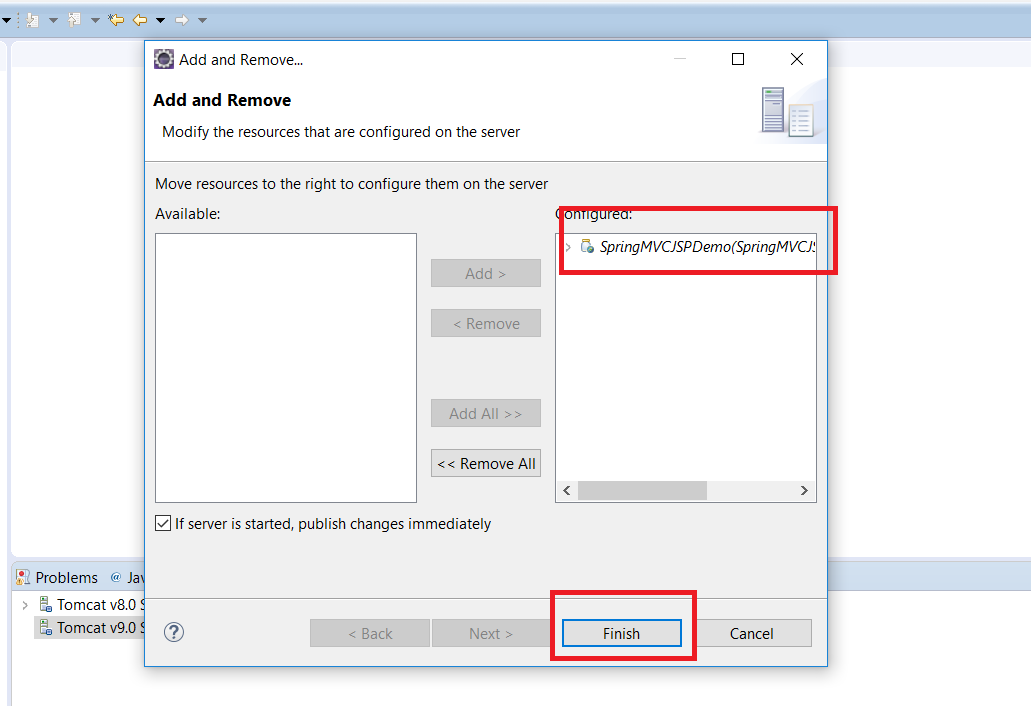 Add and Remove...
Add and Remove
Modify the resources that are configured on the server
Move resources to the right to configure them on the server
Available:
Configured:
SpringMVCJSPDemo(SpringMVCJS
Add >
< Remove
Add All >>
<< Remove All
If server is started, publish changes immediately
Problems @ Jav
Tomcat v8.0 S
Tomcat v9.0 S
? < Back Next > Finish Cancel